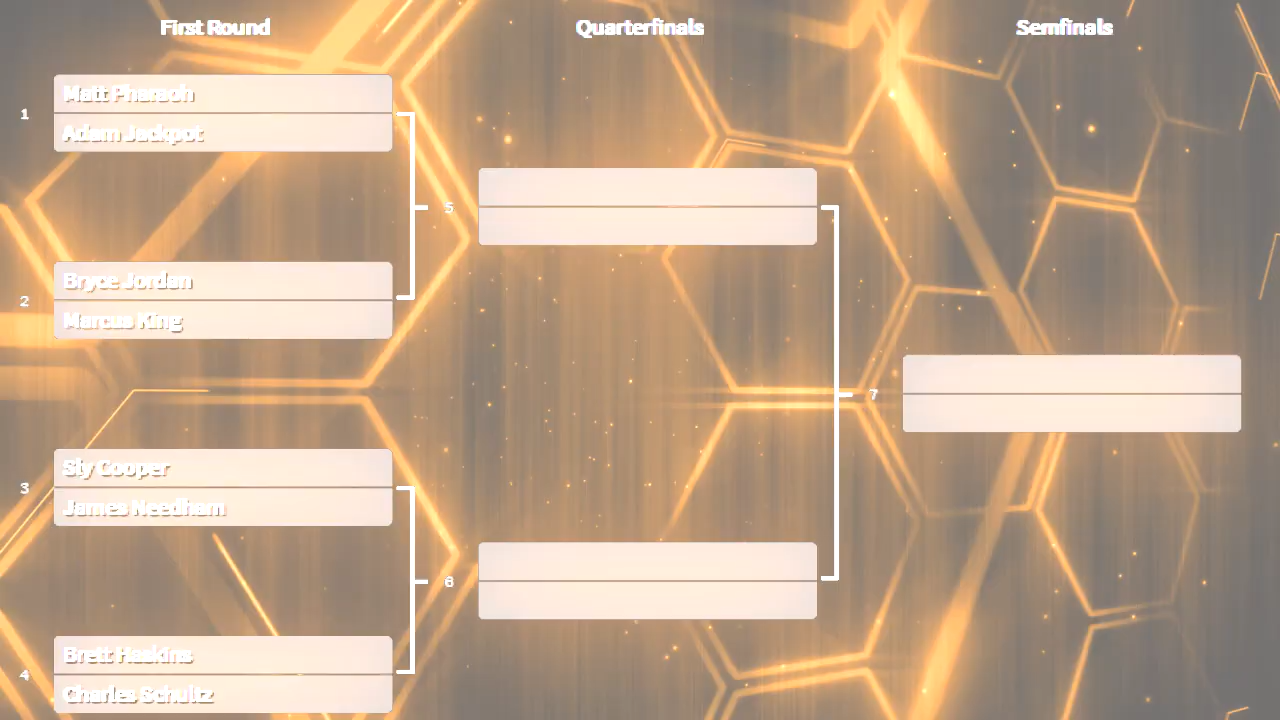 First Round
Quarterfinals
Semfinals
1
Matt Pharaoh
Adam Jackpot
5
2
Bryce Jordan
Marcus King
7
3
Sly Cooper
James Needham
6
4
Brett Haskins
Charles Schultz